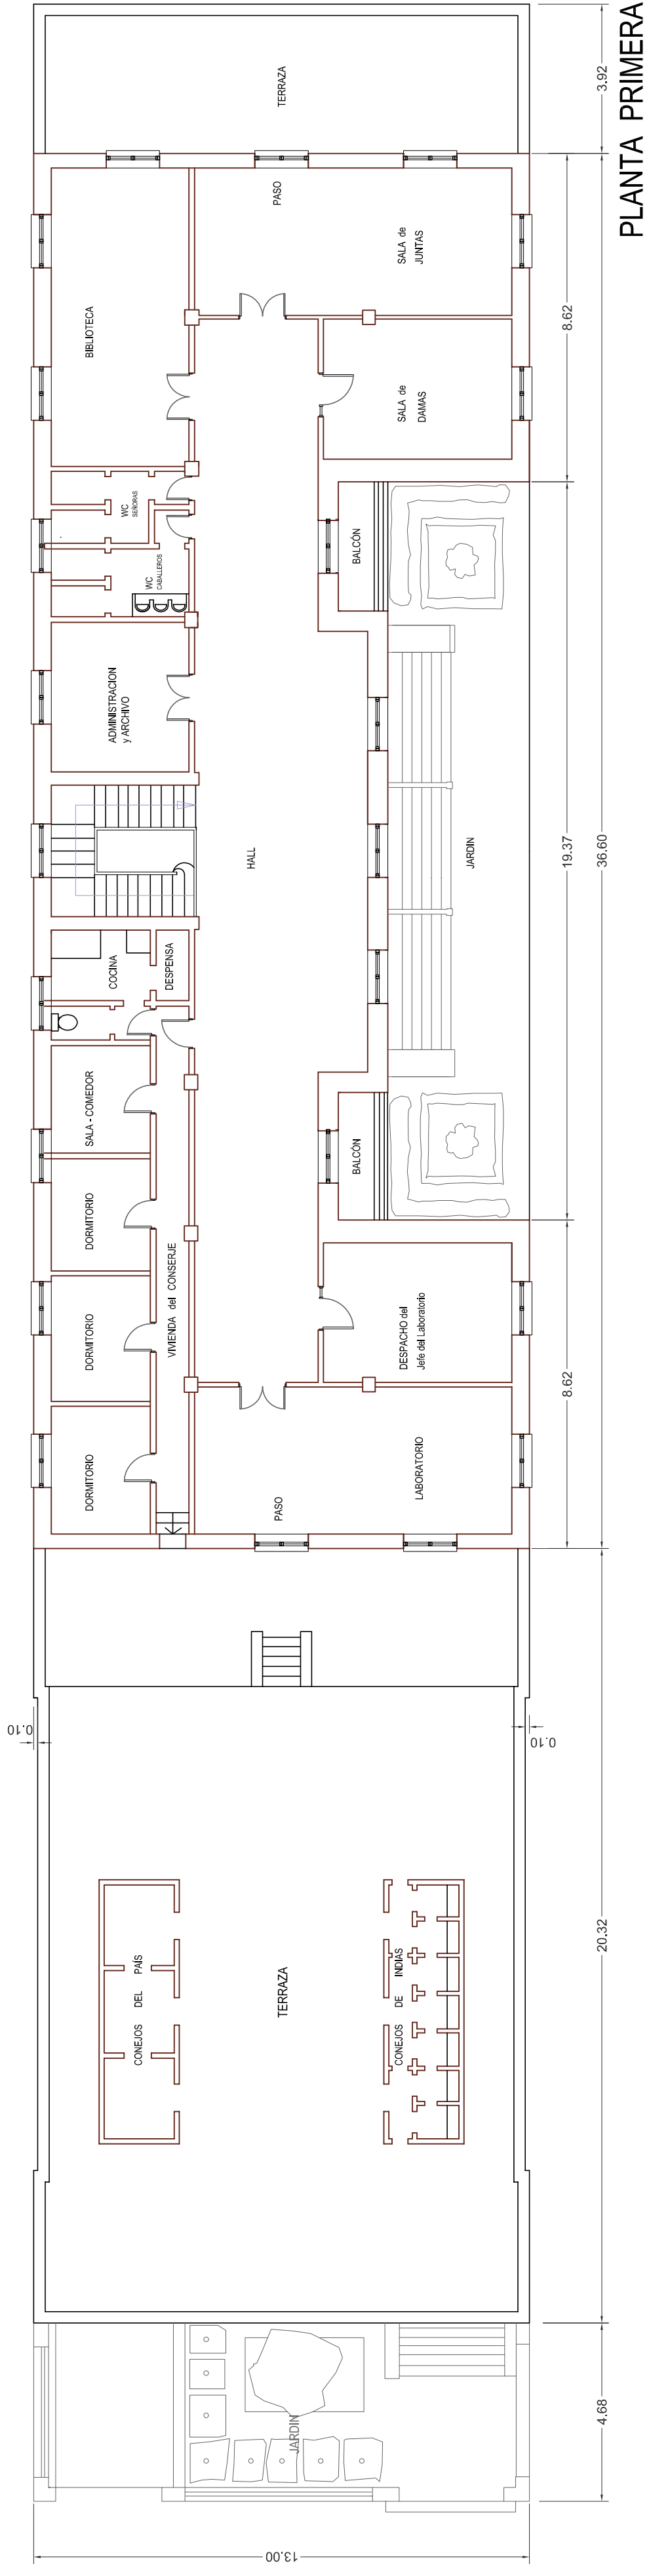 PLANTA PRIMERA
TERRAZA
3.92
PASO
SALA de
JUNTAS
BIBLIOTECA
8.62
SALA de
DAMAS
WC
SEÑORAS
WC
CABALLEROS
BALCÓN
ADMINISTRACION
y ARCHIVO
HALL
JARDIN
19.37
36.60
COCINA
DESPENSA
SALA - COMEDOR
BALCÓN
DORMITORIO
VIVIENDA del CONSERJE
DORMITORIO
DESPACHO del
Jefe del Laboratorio
8.62
DORMITORIO
PASO
LABORATORIO
0.10
0.10
CONEJOS DEL PAÍS
TERRAZA
CONEJOS DE INDIAS
20.32
JARDIN
4.68
13.00